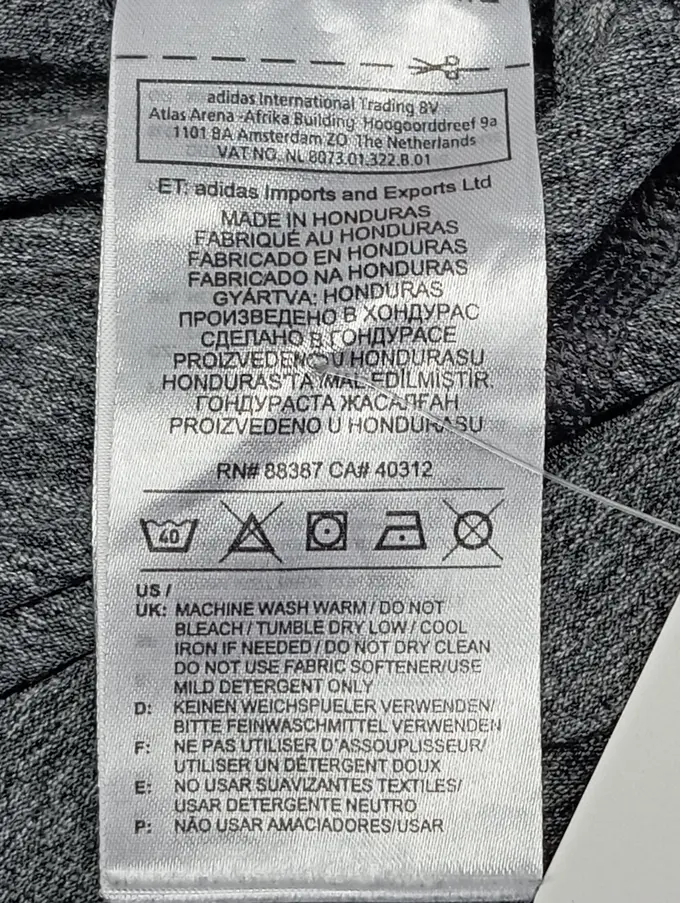 adidas International Trading BV
Atlas Arena -Afrika Building Hoogoorddreef 9a
1101 BA Amsterdam ZO The Netherlands
VAT NO. NL 8073.01.322.B.01
ET: adidas Imports and Exports Ltd
MADE IN HONDURAS
FABRIQUÉ AU HONDURAS
FABRICADO EN HONDURAS
FABRICADO NA HONDURAS
GYÁRTVA: HONDURAS
ПРОИЗВЕДЕНО В ХОНДУРАС
СДЕЛАНО В ГОНДУРАСЕ
PROIZVEDENO U HONDURASU
HONDURAS'TA İMAL EDİLMİŞTİR.
ГОНДУРАСТА ЖАСАЛҒАН
PROIZVEDENO U HONDURASU
RN# 88387 CA# 40312
40
US /
UK: MACHINE WASH WARM / DO NOT
BLEACH / TUMBLE DRY LOW / COOL
IRON IF NEEDED / DO NOT DRY CLEAN
DO NOT USE FABRIC SOFTENER/USE
MILD DETERGENT ONLY
D: KEINEN WEICHSPUELER VERWENDEN/
BITTE FEINWASCHMITTEL VERWENDEN
F: NE PAS UTILISER D'ASSOUPLISSEUR/
UTILISER UN DÉTERGENT DOUX
E: NO USAR SUAVIZANTES TEXTILES/
USAR DETERGENTE NEUTRO
P: NÃO USAR AMACIADORES/USAR